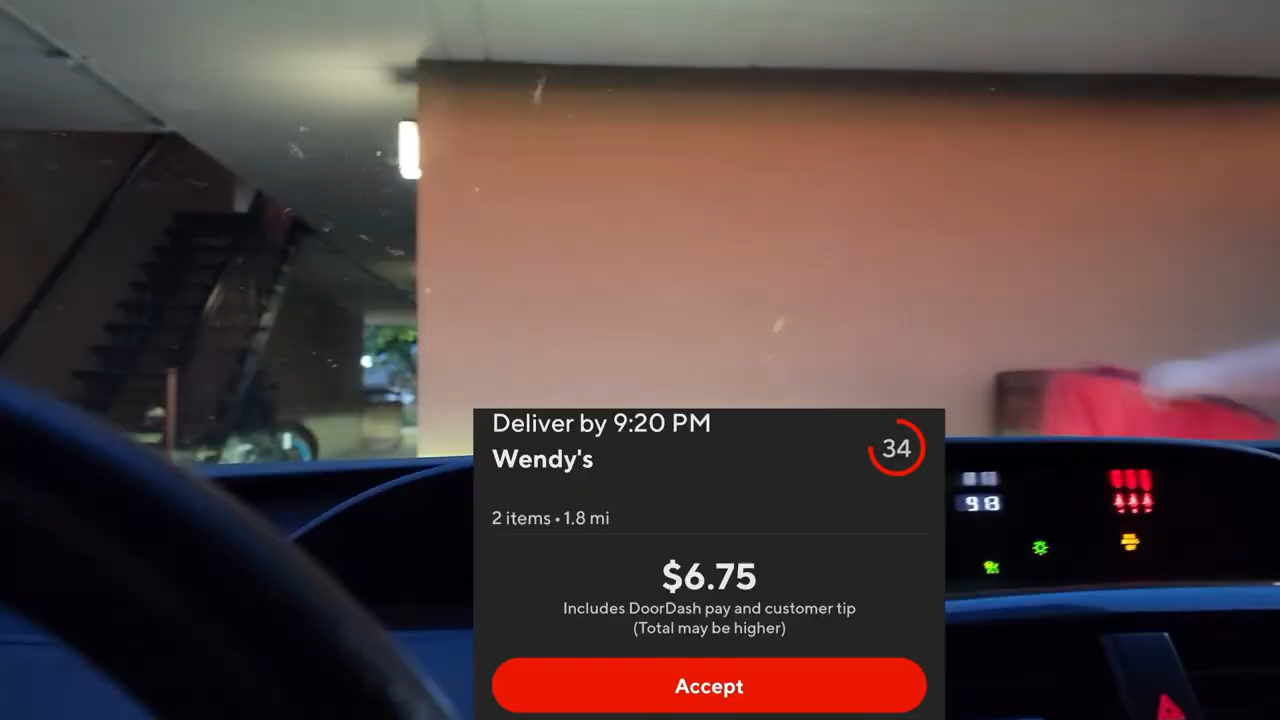 Deliver by 9:20 PM
Wendy's
34
2 items • 1.8 mi
$6.75
Includes DoorDash pay and customer tip
(Total may be higher)
Accept
98